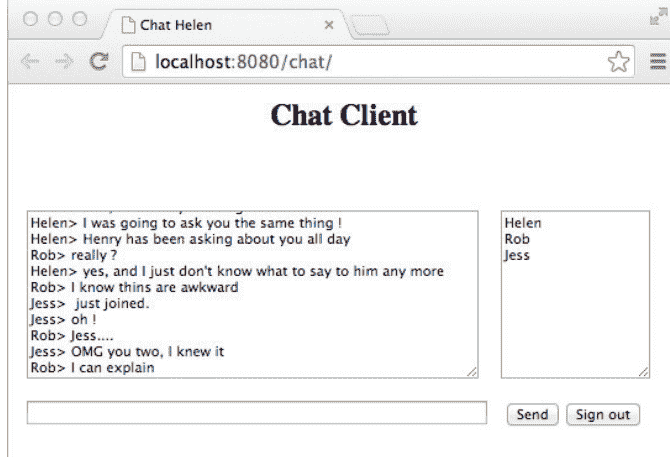 Chat Helen
localhost:8080/chat/
Chat Client
Helen> I was going to ask you the same thing !
Helen> Henry has been asking about you all day
Rob> really ?
Helen> yes, and I just don't know what to say to him any more
Rob> I know thins are awkward
Jess>  just joined.
Jess> oh !
Rob> Jess....
Jess> OMG you two, I knew it
Rob> I can explain
Helen
Rob
Jess
Send
Sign out